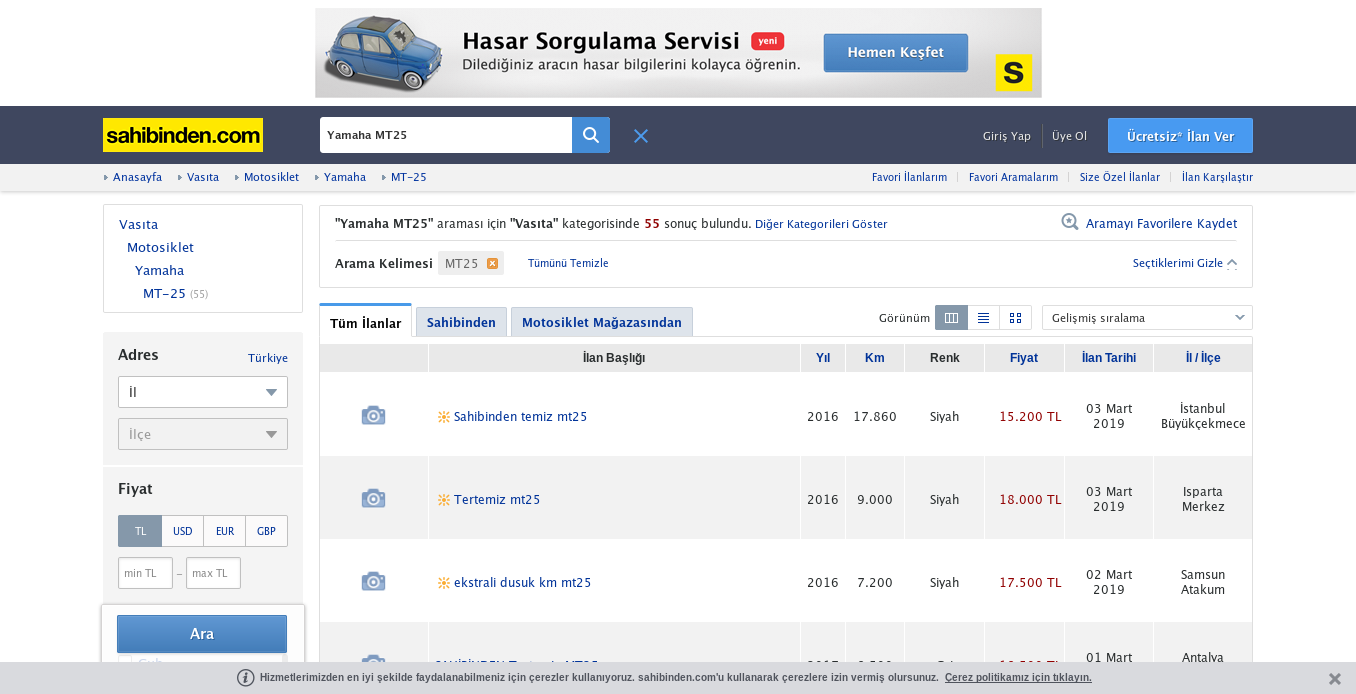 Hasar Sorgulama Servisi yeni
Dilediğiniz aracın hasar bilgilerini kolayca öğrenin.
Hemen Keşfet
S
sahibinden.com
Yamaha MT25
Giriş Yap
Üye Ol
Ücretsiz* İlan Ver
Anasayfa Vasıta Motosiklet Yamaha MT-25
Favori İlanlarım Favori Aramalarım Size Özel İlanlar İlan Karşılaştır
Vasıta
Motosiklet
Yamaha
MT-25 (55)
"Yamaha MT25" araması için "Vasıta" kategorisinde 55 sonuç bulundu. Diğer Kategorileri Göster
Aramayı Favorilere Kaydet
Arama Kelimesi MT25 Tümünü Temizle
Seçtiklerimi Gizle
Adres Türkiye
İl
İlçe
Fiyat
TL USD EUR GBP
min TL – max TL
Ara
Tüm İlanlar Sahibinden Motosiklet Mağazasından
Görünüm
Gelişmiş sıralama
İlan Başlığı Yıl Km Renk Fiyat İlan Tarihi İl / İlçe
Sahibinden temiz mt25 2016 17.860 Siyah 15.200 TL 03 Mart 2019 İstanbul Büyükçekmece
Tertemiz mt25 2016 9.000 Siyah 18.000 TL 03 Mart 2019 Isparta Merkez
ekstrali dusuk km mt25 2016 7.200 Siyah 17.500 TL 02 Mart 2019 Samsun Atakum
01 Mart Antalya
Hizmetlerimizden en iyi şekilde faydalanabilmeniz için çerezler kullanıyoruz. sahibinden.com'u kullanarak çerezlere izin vermiş olursunuz. Çerez politikamız için tıklayın.